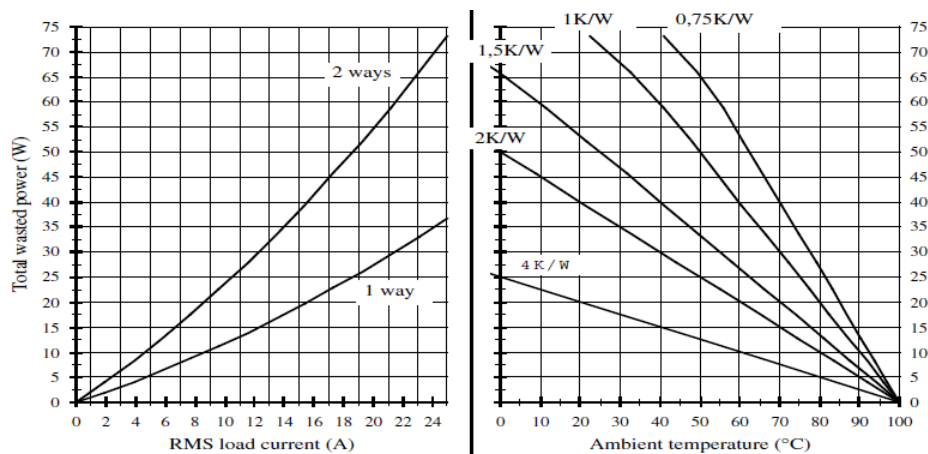 Total wasted power (W)
75
70
65
60
55
50
45
40
35
30
25
20
15
10
5
0
2 ways
1 way
0 2 4 6 8 10 12 14 16 18 20 22 24
RMS load current (A)
1K/W
0,75K/W
1,5K/W
2K/W
4K/W
0 10 20 30 40 50 60 70 80 90 100
Ambient temperature (°C)
75
70
65
60
55
50
45
40
35
30
25
20
15
10
5
0